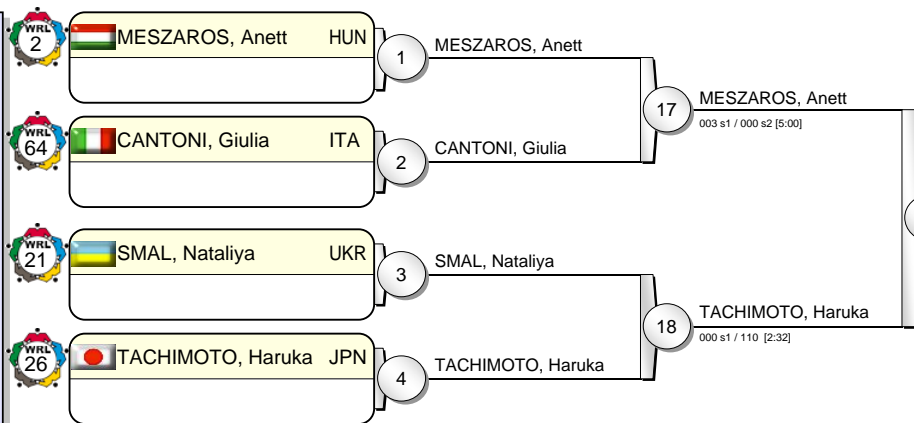 WRL
2
MESZAROS, Anett HUN
1
MESZAROS, Anett
WRL
64
CANTONI, Giulia ITA
2
CANTONI, Giulia
17
MESZAROS, Anett
003 s1 / 000 s2 [5:00]
WRL
21
SMAL, Nataliya UKR
3
SMAL, Nataliya
WRL
26
TACHIMOTO, Haruka JPN
4
TACHIMOTO, Haruka
18
TACHIMOTO, Haruka
000 s1 / 110 [2:32]